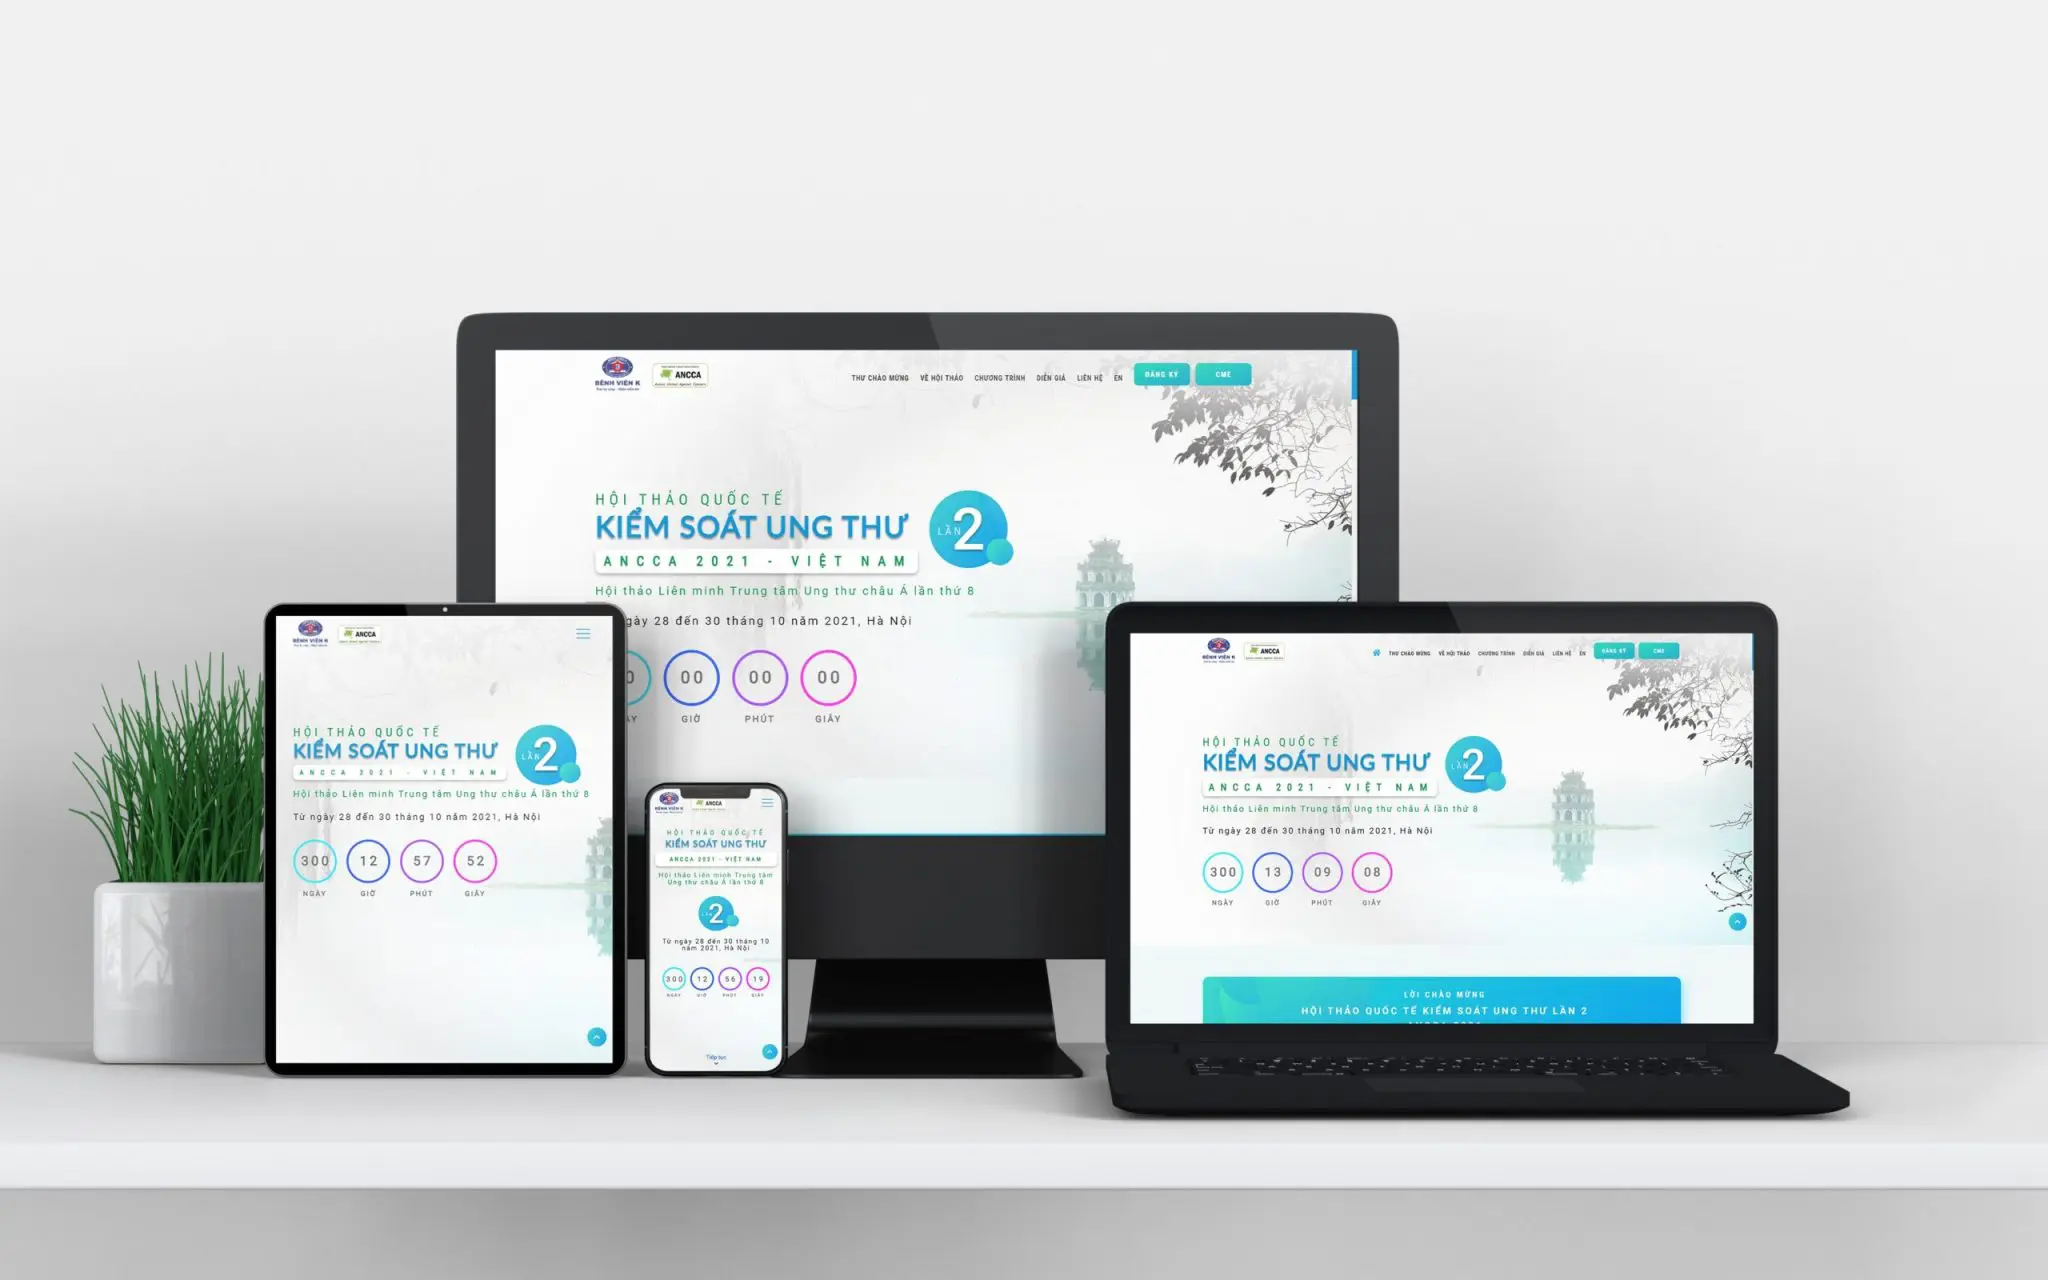 BỆNH VIỆN K
ANCCA
THƯ CHÀO MỪNG
VỀ HỘI THẢO
CHƯƠNG TRÌNH
DIỄN GIẢ
LIÊN HỆ
EN
ĐĂNG KÝ
CME
HỘI THẢO QUỐC TẾ
KIỂM SOÁT UNG THƯ
LẦN 2
ANCCA 2021 - VIỆT NAM
Hội thảo Liên minh Trung tâm Ung thư châu Á lần thứ 8
gày 28 đến 30 tháng 10 năm 2021, Hà Nội
0 00 00 00
ÀY GIỜ PHÚT GIÂY
BỆNH VIỆN K
ANCCA
HỘI THẢO QUỐC TẾ
KIỂM SOÁT UNG THƯ
LẦN 2
ANCCA 2021 - VIỆT NAM
Hội thảo Liên minh Trung tâm Ung thư châu Á lần thứ 8
Từ ngày 28 đến 30 tháng 10 năm 2021, Hà Nội
300 12 57 52
NGÀY GIỜ PHÚT GIÂY
BỆNH VIỆN K
ANCCA
HỘI THẢO QUỐC TẾ
KIỂM SOÁT UNG THƯ
ANCCA 2021 - VIỆT NAM
Hội thảo Liên minh Trung tâm
Ung thư châu Á lần thứ 8
LẦN 2
Từ ngày 28 đến 30 tháng 10
năm 2021, Hà Nội
300 12 56 19
NGÀY GIỜ PHÚT GIÂY
Tiếp tục
BỆNH VIỆN K
ANCCA
THƯ CHÀO MỪNG
VỀ HỘI THẢO
CHƯƠNG TRÌNH
DIỄN GIẢ
LIÊN HỆ
EN
ĐĂNG KÝ
CME
HỘI THẢO QUỐC TẾ
KIỂM SOÁT UNG THƯ
LẦN 2
ANCCA 2021 - VIỆT NAM
Hội thảo Liên minh Trung tâm Ung thư châu Á lần thứ 8
Từ ngày 28 đến 30 tháng 10 năm 2021, Hà Nội
300 13 09 08
NGÀY GIỜ PHÚT GIÂY
LỜI CHÀO MỪNG
HỘI THẢO QUỐC TẾ KIỂM SOÁT UNG THƯ LẦN 2